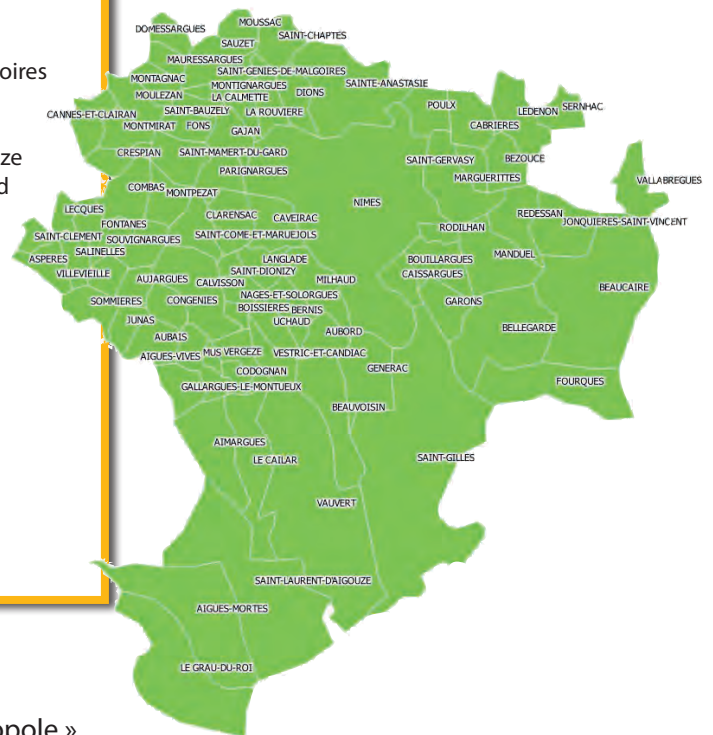 oires
ze
d
DOMESSARGUES
MOUSSAC
SAUZET
SAINT-CHAPTES
MAURESSARGUES
MONTAGNAC
SAINT-GENIES-DE-MALGOIRES
SAINTE-ANASTASIE
MOULEZAN
MONTIGNARGUES
LA CALMETTE
DIONS
CANNES-ET-CLAIRAN
SAINT-BAUZELY
LA ROUVIERE
POULX
LEDENON
SERNHAC
MONTMIRAT
FONS
GAJAN
CABRIERES
CRESPIAN
SAINT-MAMERT-DU-GARD
SAINT-GERVASY
BEZOUCE
PARIGNARGUES
MARGUERITTES
VALLABREGUES
COMBAS
MONTPEZAT
NIMES
LECQUES
CLARENSAC
CAVEIRAC
REDESSAN
JONQUIERES-SAINT-VINCENT
FONTANES
RODILHAN
SAINT-CLEMENT
SOUVIGNARGUES
SAINT-COME-ET-MARUEJOLS
SALINELLES
MANDUEL
ASPERES
LANGLADE
BOUILLARGUES
VILLEVIEILLE
SAINT-DIONIZY
CAISSARGUES
AUJARGUES
CALVISSON
MILHAUD
BEAUCAIRE
SOMMIERES
CONGENIES
NAGES-ET-SOLORGUES
GARONS
BOISSIERES
BERNIS
JUNAS
UCHAUD
BELLEGARDE
AUBAIS
AUBORD
AIGUES-VIVES
MUS
VERGEZE
VESTRIC-ET-CANDIAC
CODOGNAN
GENERAC
FOURQUES
GALLARGUES-LE-MONTUEUX
BEAUVOISIN
AIMARGUES
LE CAILAR
SAINT-GILLES
VAUVERT
SAINT-LAURENT-D'AIGOUZE
AIGUES-MORTES
LE GRAU-DU-ROI
opole »